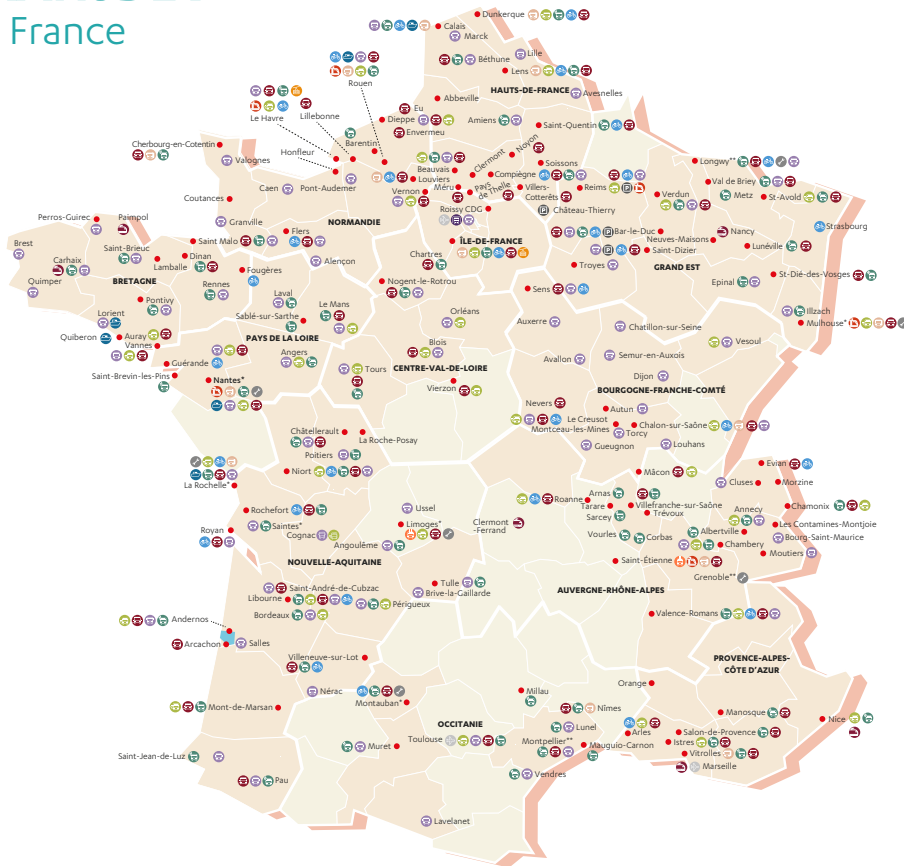 France
Dunkerque
Calais
Marck
Lille
Béthune
Lens
Rouen
HAUTS-DE-FRANCE
Avesnelles
Abbeville
Le Havre
Lillebonne
Eu
Dieppe
Amiens
Saint-Quentin
Envermeu
Cherbourg-en-Cotentin
Barentin
Noyon
Honfleur
Clermont
Soissons
Longwy**
Valognes
Beauvais
Compiègne
Louviers
Reims
Val de Briey
Caen
Pont-Audemer
Méru
Pays de Thelle
Villers-Cotterêts
Verdun
Metz
St-Avold
Vernon
Coutances
Roissy CDG
Château-Thierry
Perros-Guirec
Paimpol
Granville
NORMANDIE
Strasbourg
Flers
Bar-le-Duc
Nancy
Brest
Saint Malo
ÎLE-DE-FRANCE
Neuves-Maisons
Saint-Brieuc
Saint-Dizier
Lunéville
Carhaix
Dinan
Chartres
Alençon
Troyes
GRAND EST
Lamballe
Fougères
St-Dié-des-Vosges
Quimper
BRETAGNE
Nogent-le-Rotrou
Epinal
Rennes
Laval
Sens
Pontivy
Le Mans
Illzach
Lorient
Sablé-sur-Sarthe
Orléans
Auxerre
Mulhouse*
Quiberon
Auray
PAYS DE LA LOIRE
Chatillon-sur-Seine
Vannes
Blois
Vesoul
Angers
Avallon
Semur-en-Auxois
Guérande
Tours
CENTRE-VAL-DE-LOIRE
Saint-Brevin-les-Pins
Dijon
Nantes*
Vierzon
BOURGOGNE-FRANCHE-COMTÉ
Nevers
Autun
Le Creusot
Chalon-sur-Saône
Châtellerault
La Roche-Posay
Montceau-les-Mines
Torcy
Poitiers
Gueugnon
Louhans
Niort
Mâcon
Evian
La Rochelle*
Cluses
Morzine
Rochefort
Ussel
Roanne
Arnas
Annecy
Chamonix
Saintes*
Limoges*
Tarare
Villefranche-sur-Saône
Trévoux
Royan
Clermont-Ferrand
Sarcey
Les Contamines-Montjoie
Cognac
Vourles
Corbas
Albertville
Bourg-Saint-Maurice
Angoulême
Chambery
Moutiers
NOUVELLE-AQUITAINE
Saint-Étienne
Grenoble**
Saint-André-de-Cubzac
Tulle
AUVERGNE-RHÔNE-ALPES
Libourne
Brive-la-Gaillarde
Périgueux
Andernos
Bordeaux
Valence-Romans
Arcachon
Salles
Villeneuve-sur-Lot
PROVENCE-ALPES-
CÔTE D'AZUR
Nérac
Orange
Montauban*
Millau
Nîmes
Mont-de-Marsan
OCCITANIE
Manosque
Nice
Toulouse
Lunel
Arles
Salon-de-Provence
Montpellier**
Istres
Muret
Mauguio-Carnon
Vitrolles
Saint-Jean-de-Luz
Marseille
Pau
Vendres
Lavelanet